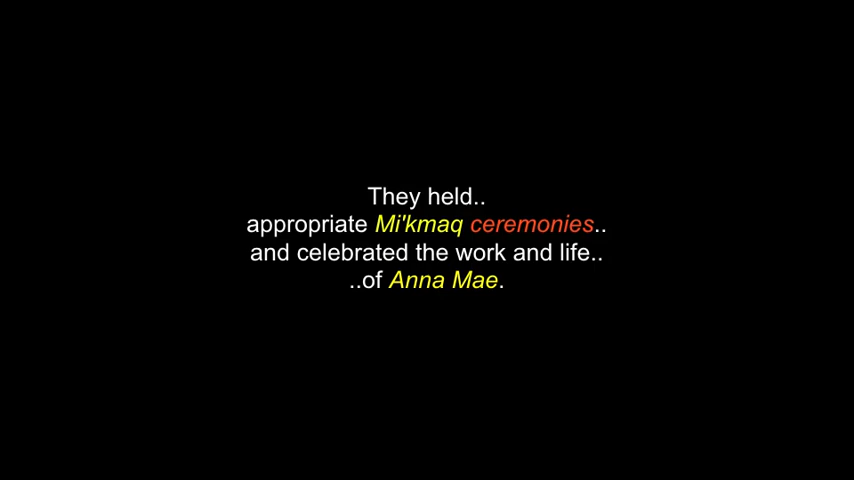 They held..
appropriate Mi'kmaq ceremonies..
and celebrated the work and life..
..of Anna Mae.